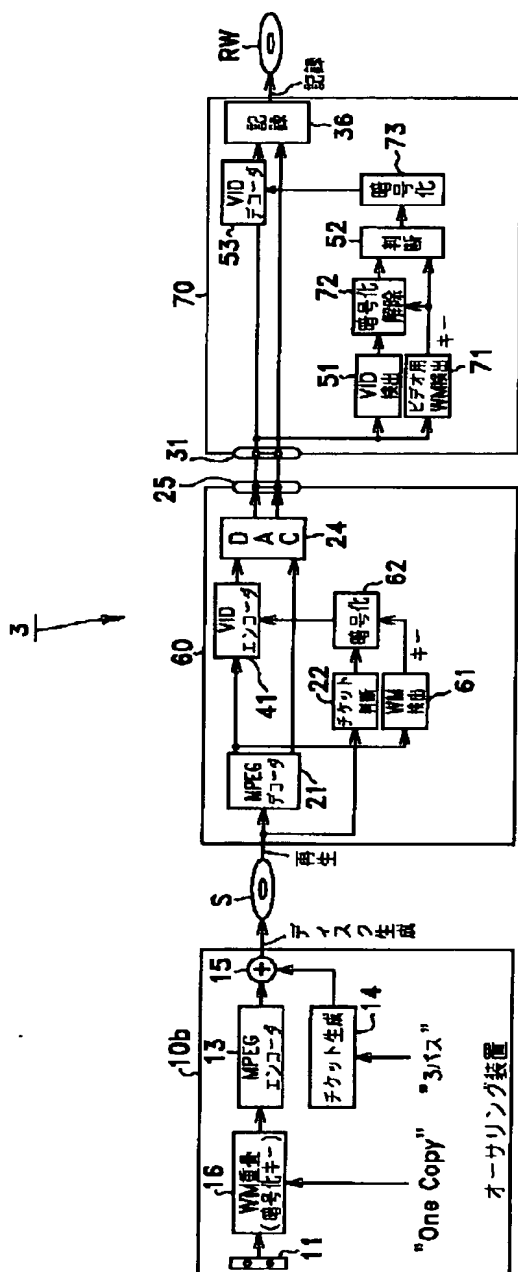 3
10b
11
16
WM重畳
(暗号化キー)
"One Copy"
13
MPEG
エンコーダ
15
14
チケット生成
"3パス"
オーサリング装置
ディスク生成
S
再生
60
21
MPEG
デコーダ
41
VID
エンコーダ
22
チケット
判断
WM
検出
61
キー
62
暗号化
DAC
24
25
31
70
53
VID
デコーダ
51
VID
検出
ビデオ用
WM検出
71
キー
72
暗号化
解除
52
判断
暗号化
73
記録
36
記録
RW